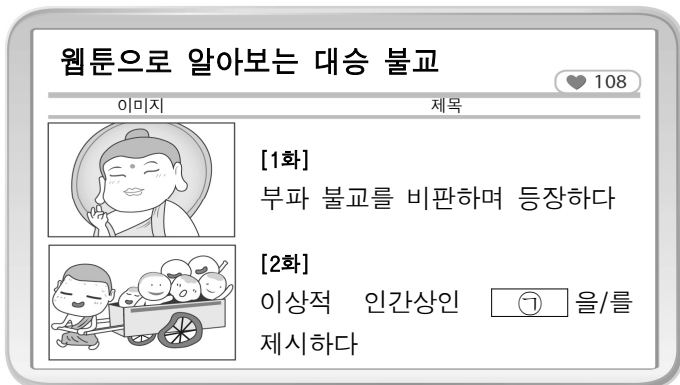 웹툰으로 알아보는 대승 불교
♥ 108
이미지 제목
[1화]
부파 불교를 비판하며 등장하다
[2화]
이상적 인간상인 ㉠ 을/를
제시하다